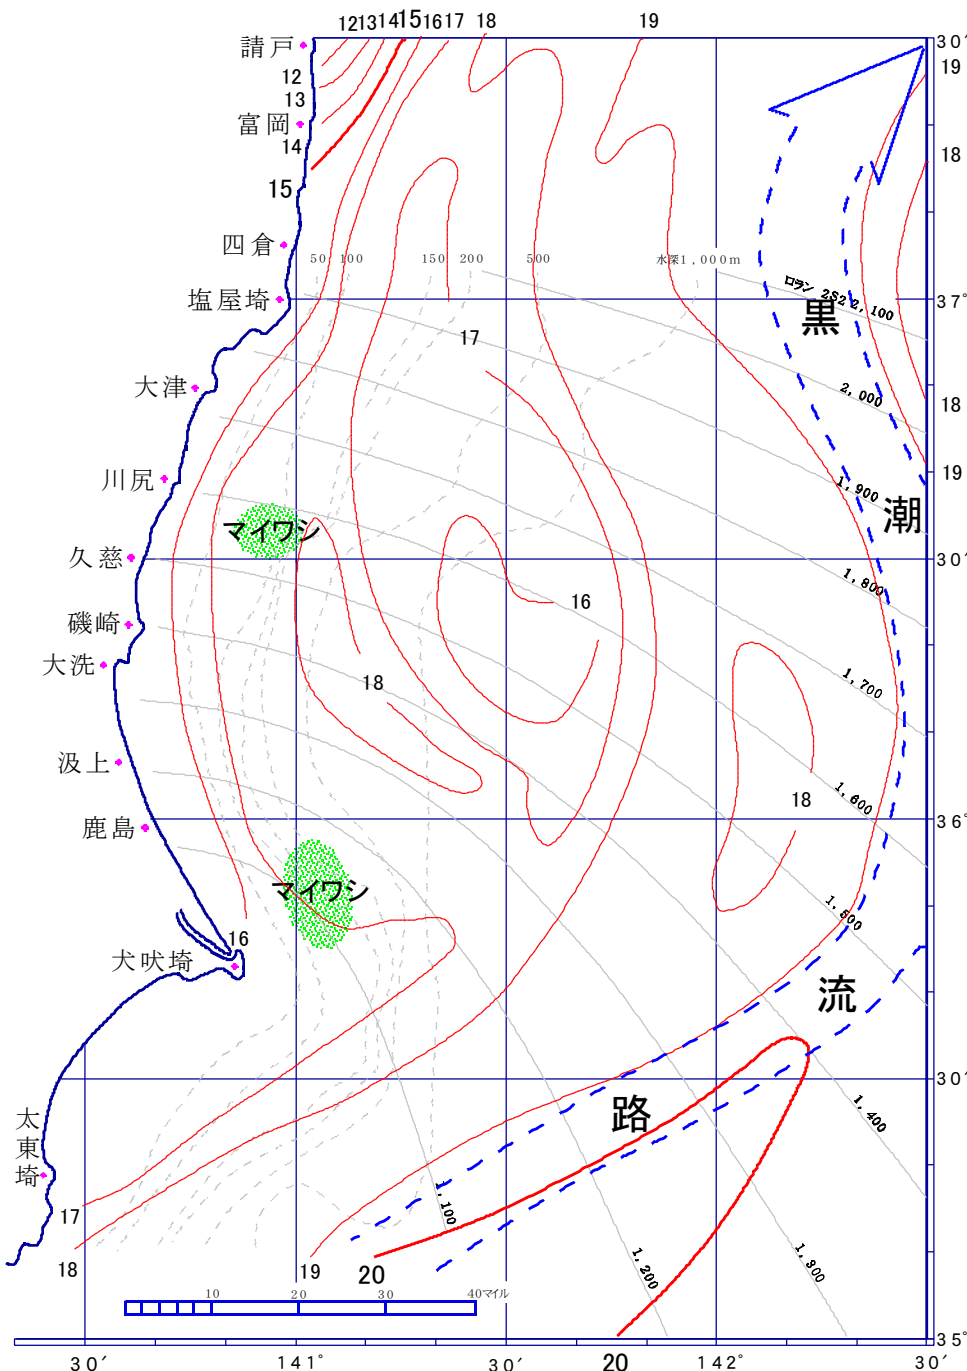 12 13 14 15 16 17 18 19
請戸 30′
19
12
13
富岡
14 18
15
四倉
50 100 150 200 500 水深1,000m
ロラン 2S2 2,100
塩屋埼 37°
黒
17
大津 2,000
18
川尻 19
1,900
潮
マイワシ
久慈 30′
1,800
16
磯崎
大洗
18 1,700
汲上
1,600
18
鹿島 36°
マイワシ
1,500
16
犬吠埼
流
30′
路
1,400
太東埼
1,100
17
1,200
1,300
18 19 20
10 20 30 40マイル
35°
30′ 141° 30′ 20 142° 30′